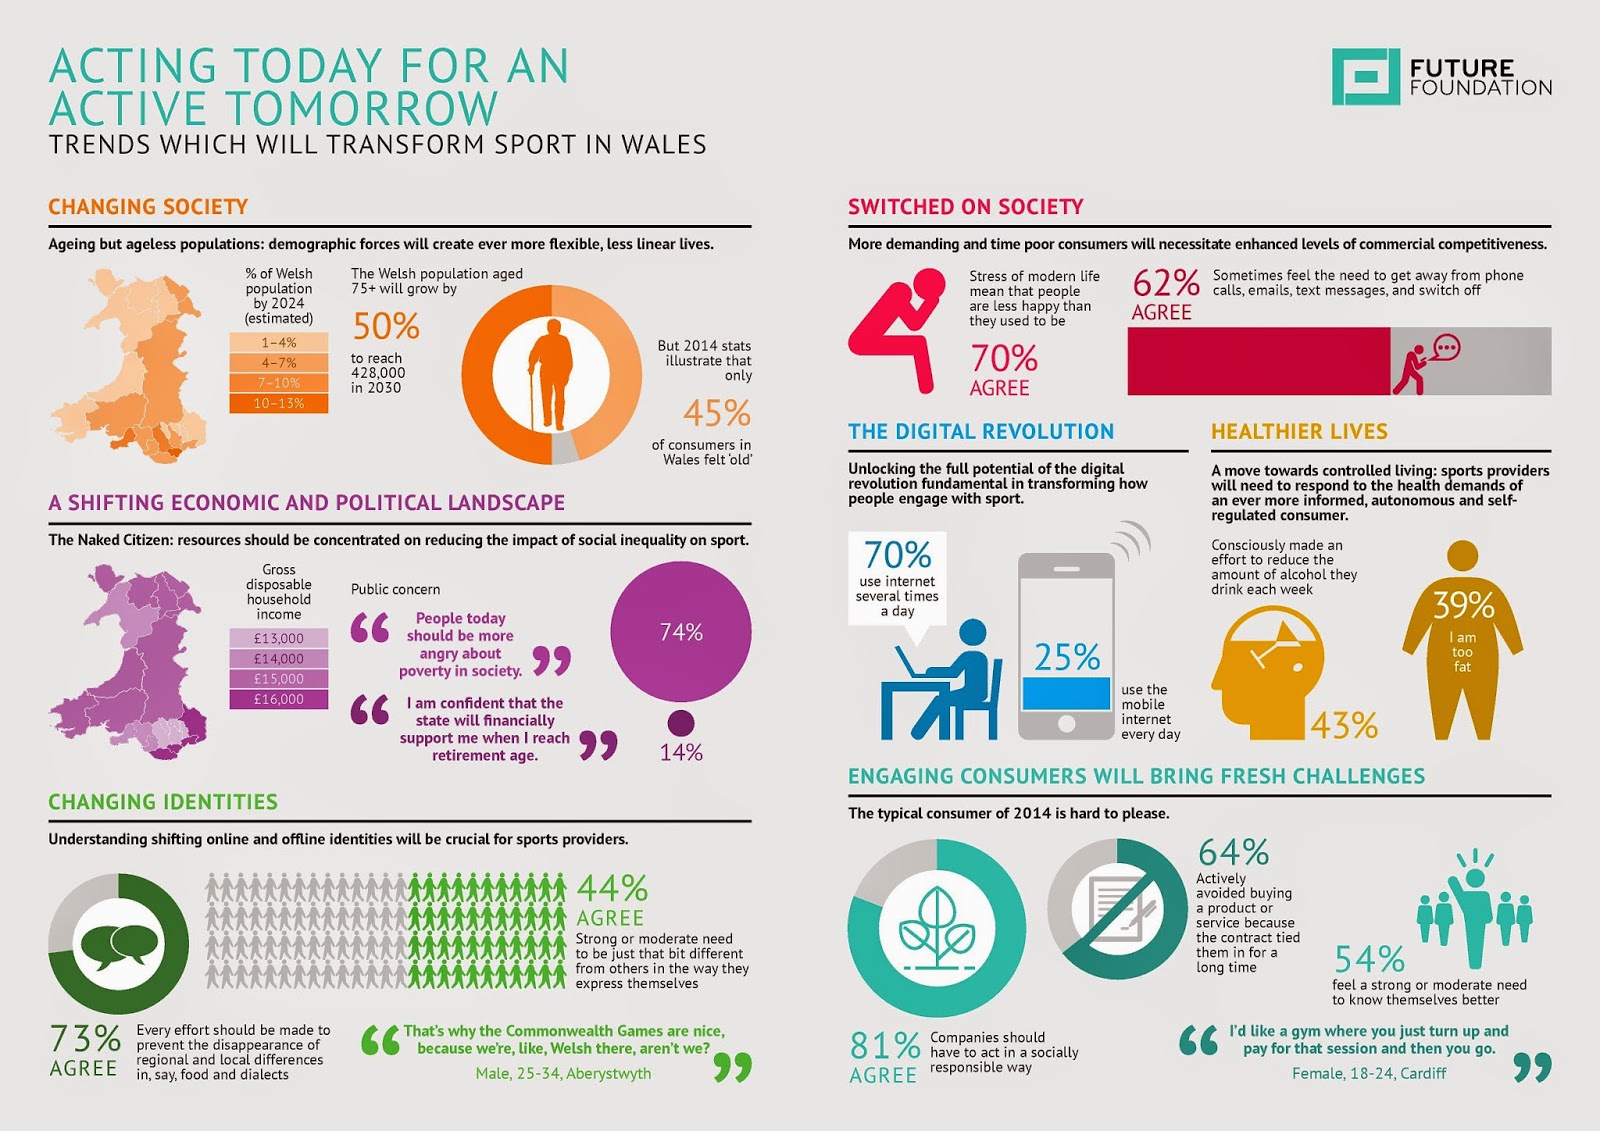 ACTING TODAY FOR AN
ACTIVE TOMORROW
TRENDS WHICH WILL TRANSFORM SPORT IN WALES
FUTURE
FOUNDATION
CHANGING SOCIETY
Ageing but ageless populations: demographic forces will create ever more flexible, less linear lives.
% of Welsh
population
by 2024
(estimated)
1–4%
4–7%
7–10%
10–13%
The Welsh population aged
75+ will grow by
50%
to reach
428,000
in 2030
But 2014 stats
illustrate that
only
45%
of consumers in
Wales felt ‘old’
A SHIFTING ECONOMIC AND POLITICAL LANDSCAPE
The Naked Citizen: resources should be concentrated on reducing the impact of social inequality on sport.
Gross
disposable
household
income
£13,000
£14,000
£15,000
£16,000
Public concern
“ People today
should be more
angry about
poverty in society. ”
74%
“ I am confident that the
state will financially
support me when I reach
retirement age. ”
14%
CHANGING IDENTITIES
Understanding shifting online and offline identities will be crucial for sports providers.
44%
AGREE
Strong or moderate need
to be just that bit different
from others in the way they
express themselves
73%
AGREE
Every effort should be made to
prevent the disappearance of
regional and local differences
in, say, food and dialects
“ That’s why the Commonwealth Games are nice,
because we’re, like, Welsh there, aren’t we? ”
Male, 25-34, Aberystwyth
SWITCHED ON SOCIETY
More demanding and time poor consumers will necessitate enhanced levels of commercial competitiveness.
Stress of modern life
mean that people
are less happy than
they used to be
70%
AGREE
62%
AGREE
Sometimes feel the need to get away from phone
calls, emails, text messages, and switch off
THE DIGITAL REVOLUTION
Unlocking the full potential of the digital
revolution fundamental in transforming how
people engage with sport.
70%
use internet
several times
a day
25%
use the
mobile
internet
every day
HEALTHIER LIVES
A move towards controlled living: sports providers
will need to respond to the health demands of
an ever more informed, autonomous and self-
regulated consumer.
Consciously made an
effort to reduce the
amount of alcohol they
drink each week
43%
39%
I am
too
fat
ENGAGING CONSUMERS WILL BRING FRESH CHALLENGES
The typical consumer of 2014 is hard to please.
81%
AGREE
Companies should
have to act in a socially
responsible way
64%
Actively
avoided buying
a product or
service because
the contract tied
them in for a
long time
54%
feel a strong or moderate need
to know themselves better
“ I’d like a gym where you just turn up and
pay for that session and then you go. ”
Female, 18-24, Cardiff